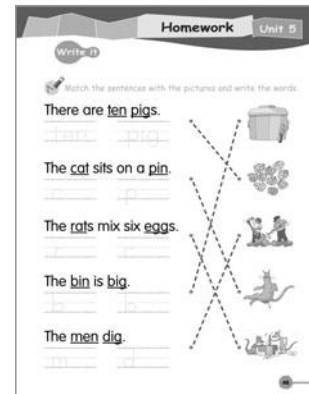 Homework Unit 5
Write it
Match the sentences with the pictures and write the words.
There are ten pigs.
ten pig
The cat sits on a pin.
c p
The rats mix six eggs.
r e
The bin is big.
b b
The men dig.
m d